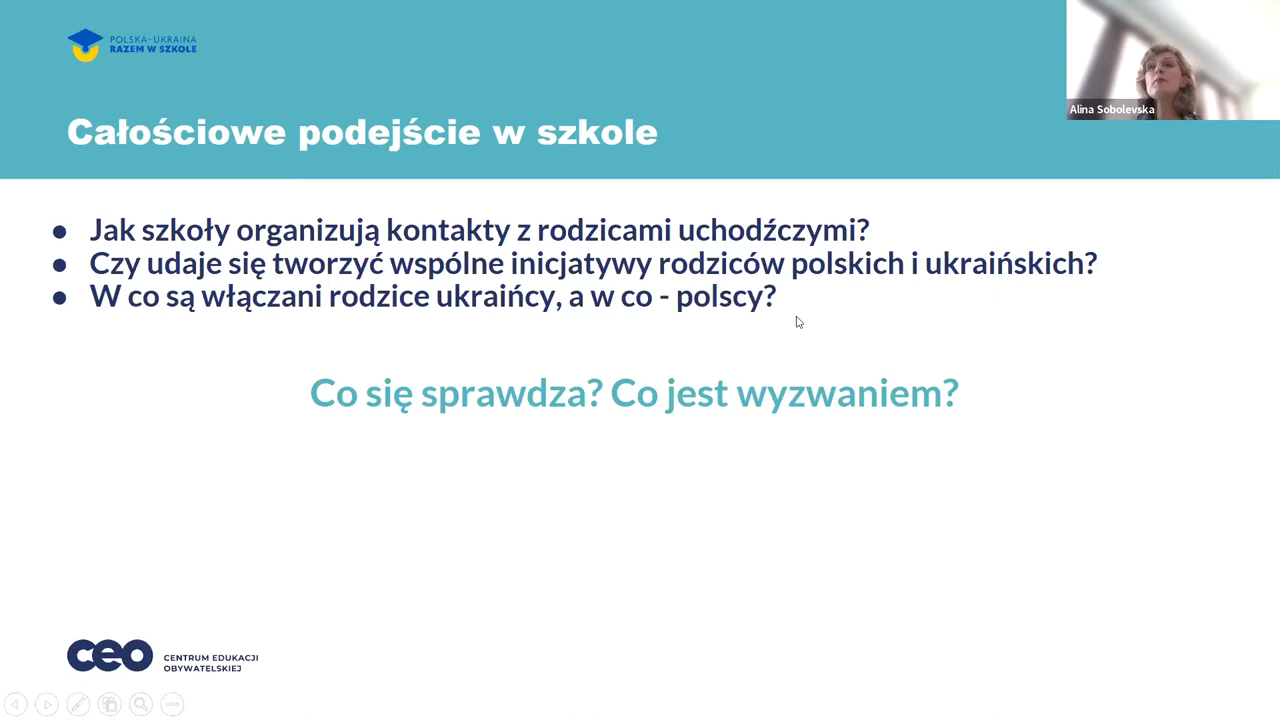 POLSKA-UKRAINA
RAZEM W SZKOLE
Alina Sobolevska
Całościowe podejście w szkole
● Jak szkoły organizują kontakty z rodzicami uchodźczymi?
● Czy udaje się tworzyć wspólne inicjatywy rodziców polskich i ukraińskich?
● W co są włączani rodzice ukraińcy, a w co - polscy?
Co się sprawdza? Co jest wyzwaniem?
ceo
CENTRUM EDUKACJI
OBYWATELSKIEJ